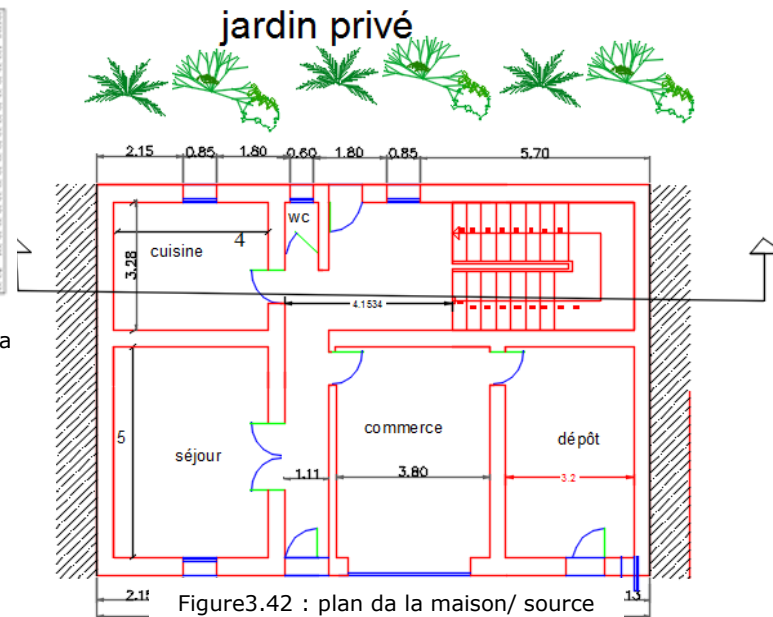 jardin privé
2.15 0.85 1.80 0.60 1.80 0.85 5.70
wc
cuisine
4
3.28
4.1534
a
5
séjour
commerce
dépôt
1.11
3.80
3.2
2.15
13
Figure3.42 : plan da la maison/ source